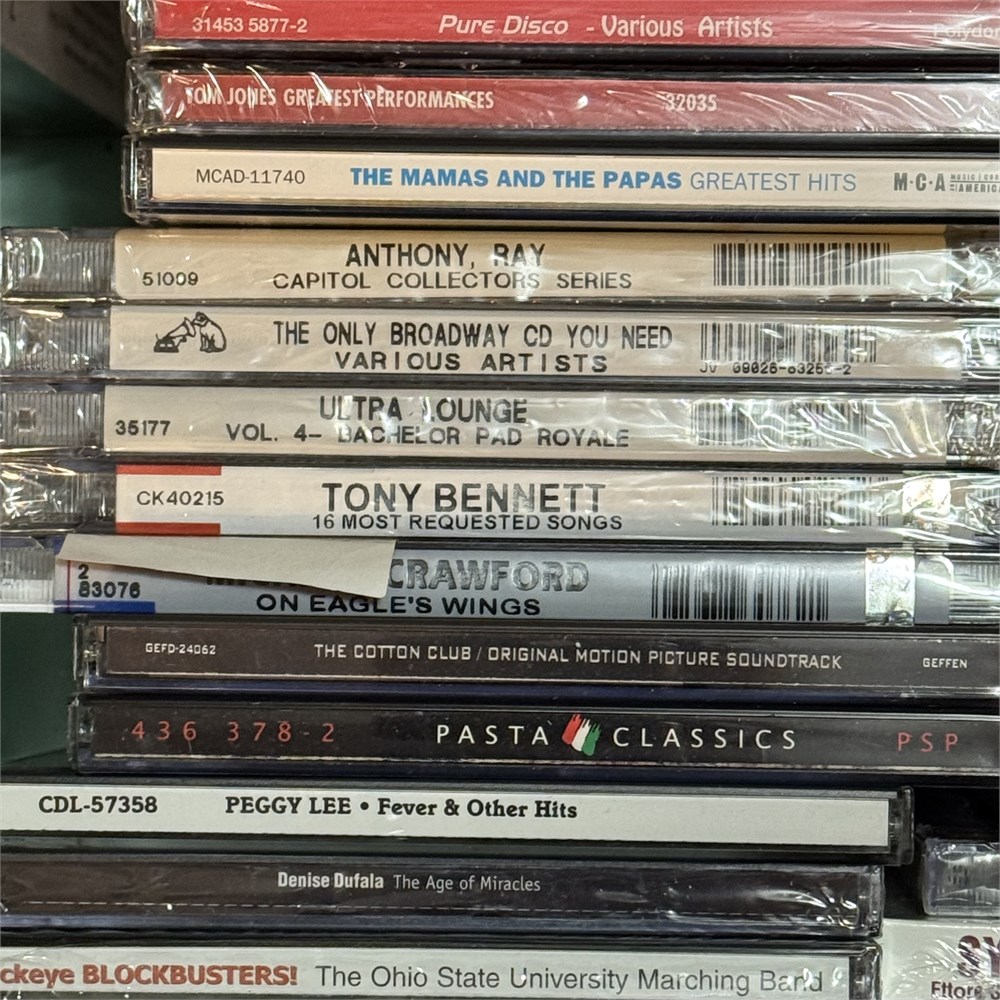 31453 5877-2 Pure Disco - Various Artists Polydor
TOM JONES GREATEST PERFORMANCES 32035
MCAD-11740 THE MAMAS AND THE PAPAS GREATEST HITS M·C·A
ANTHONY, RAY
51009 CAPITOL COLLECTORS SERIES
THE ONLY BROADWAY CD YOU NEED
VARIOUS ARTISTS
ULTRA LOUNGE
35177 VOL. 4- BACHELOR PAD ROYALE
CK40215 TONY BENNETT
16 MOST REQUESTED SONGS
2 CRAWFORD
83076 ON EAGLE'S WINGS
GEFD-24062 THE COTTON CLUB / ORIGINAL MOTION PICTURE SOUNDTRACK GEFFEN
436 378-2 PASTA CLASSICS PSP
CDL-57358 PEGGY LEE • Fever & Other Hits
Denise Dufala The Age of Miracles
ckeye BLOCKBUSTERS! The Ohio State University Marching Band
Ettore